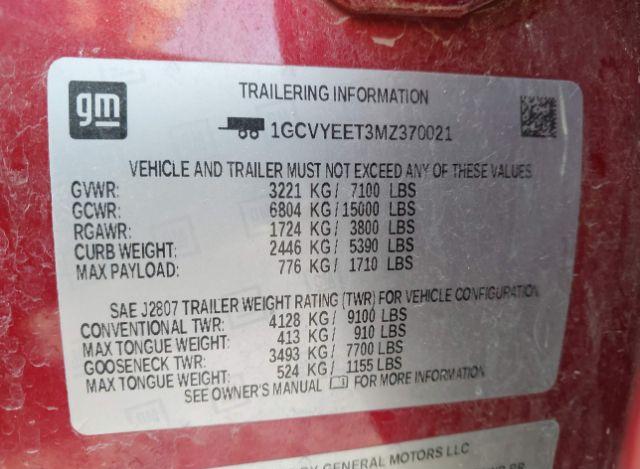 gm
TRAILERING INFORMATION
1GCVYEET3MZ370021
VEHICLE AND TRAILER MUST NOT EXCEED ANY OF THESE VALUES
GVWR: 3221 KG/ 7100 LBS
GCWR: 6804 KG/15000 LBS
RGAWR: 1724 KG/ 3800 LBS
CURB WEIGHT: 2446 KG/ 5390 LBS
MAX PAYLOAD: 776 KG/ 1710 LBS
SAE J2807 TRAILER WEIGHT RATING (TWR) FOR VEHICLE CONFIGURATION
CONVENTIONAL TWR: 4128 KG/ 9100 LBS
MAX TONGUE WEIGHT: 413 KG/ 910 LBS
GOOSENECK TWR: 3493 KG/ 7700 LBS
MAX TONGUE WEIGHT: 524 KG/ 1155 LBS
SEE OWNER'S MANUAL FOR MORE INFORMATION
BY GENERAL MOTORS LLC